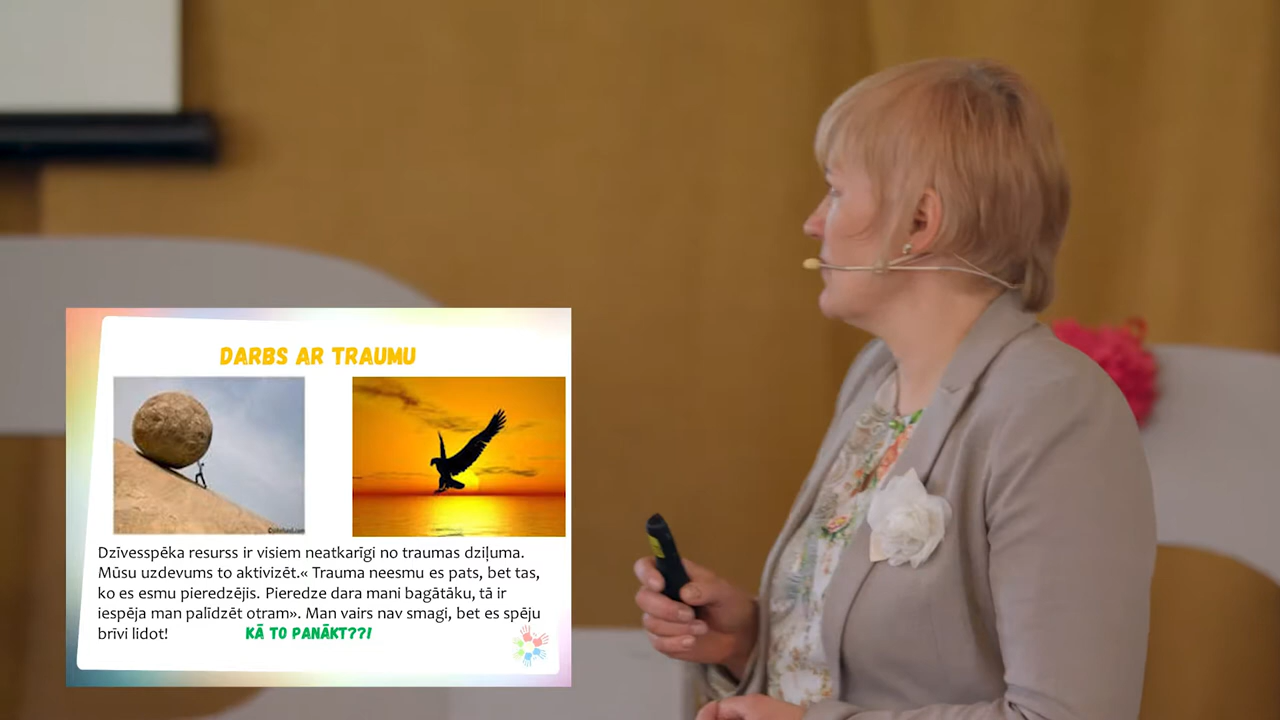 DARBS AR TRAUMU
Dzīvesspēka resurss ir visiem neatkarīgi no traumas dziļuma.
Mūsu uzdevums to aktivizēt.« Trauma neesmu es pats, bet tas,
ko es esmu pieredzējis. Pieredze dara mani bagātāku, tā ir
iespēja man palīdzēt otram». Man vairs nav smagi, bet es spēju
brīvi lidot! KĀ TO PANĀKT??!